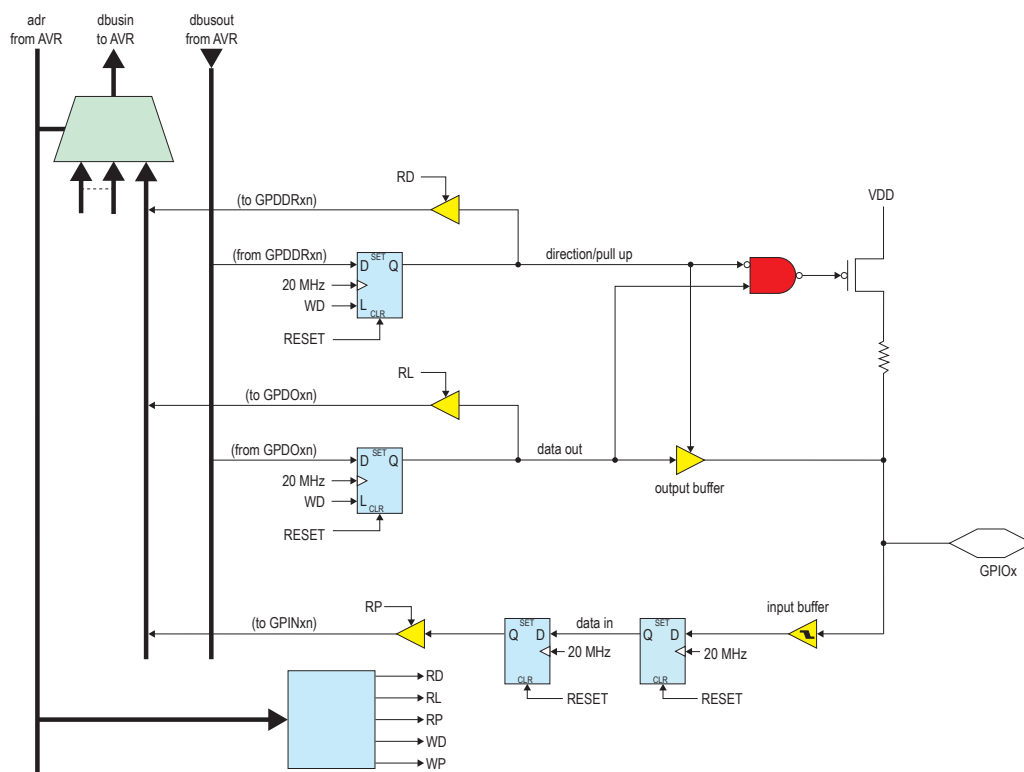 adr
from AVR
dbusin
to AVR
dbusout
from AVR
RD
VDD
(to GPDDRxn)
(from GPDDRxn)
SET
D
Q
direction/pull up
20 MHz
WD
L
CLR
RESET
RL
(to GPDOxn)
(from GPDOxn)
SET
D
Q
data out
20 MHz
WD
L
CLR
RESET
output buffer
GPIOx
RP
input buffer
(to GPINxn)
SET
Q
D
data in
SET
Q
D
20 MHz
20 MHz
CLR
RESET
CLR
RESET
RD
RL
RP
WD
WP